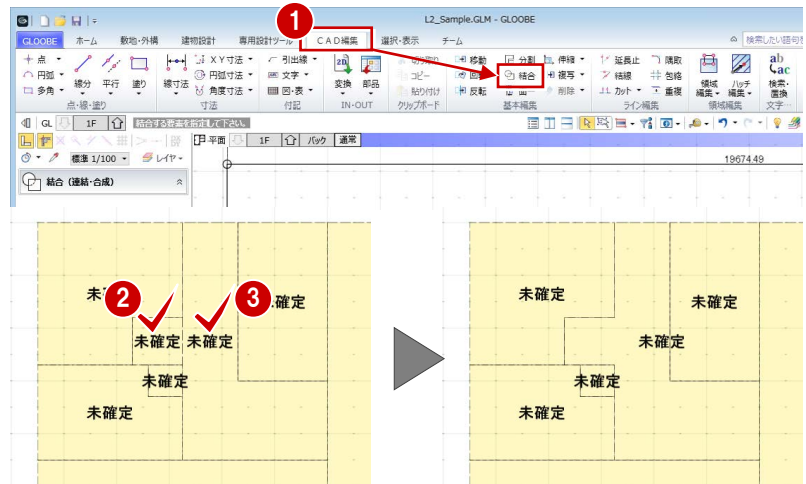 L2_Sample.GLM - GLOOBE
1
GLOOBE ホーム 敷地・外構 建物設計 専用設計ツール CAD編集 選択・表示 チーム 検索したい語句を
点 円弧 多角 線分 平行 塗り
点・線・塗り
線寸法 XY寸法 円弧寸法 角度寸法
寸法
引出線 文字 図・表
付記
2D 変換 部品
IN-OUT
コピー 貼り付け
クリップボード
移動 反転 分割 結合 伸縮 複写 削除
基本編集
延長止 隅取 結線 包絡 カット 重複
ライン編集
領域編集 ハッチ編集
領域編集
ab
ac
検索・置換
文字…
GL 1F 結合する要素を指定して下さい。
平面 1F バック 通常
標準 1/100 レイヤ
19674.49
結合 (連結・合成)
2
3
未
確定
未確定 未確定
未確定
未確定
未確定
未確定
未確定
未確定
未確定